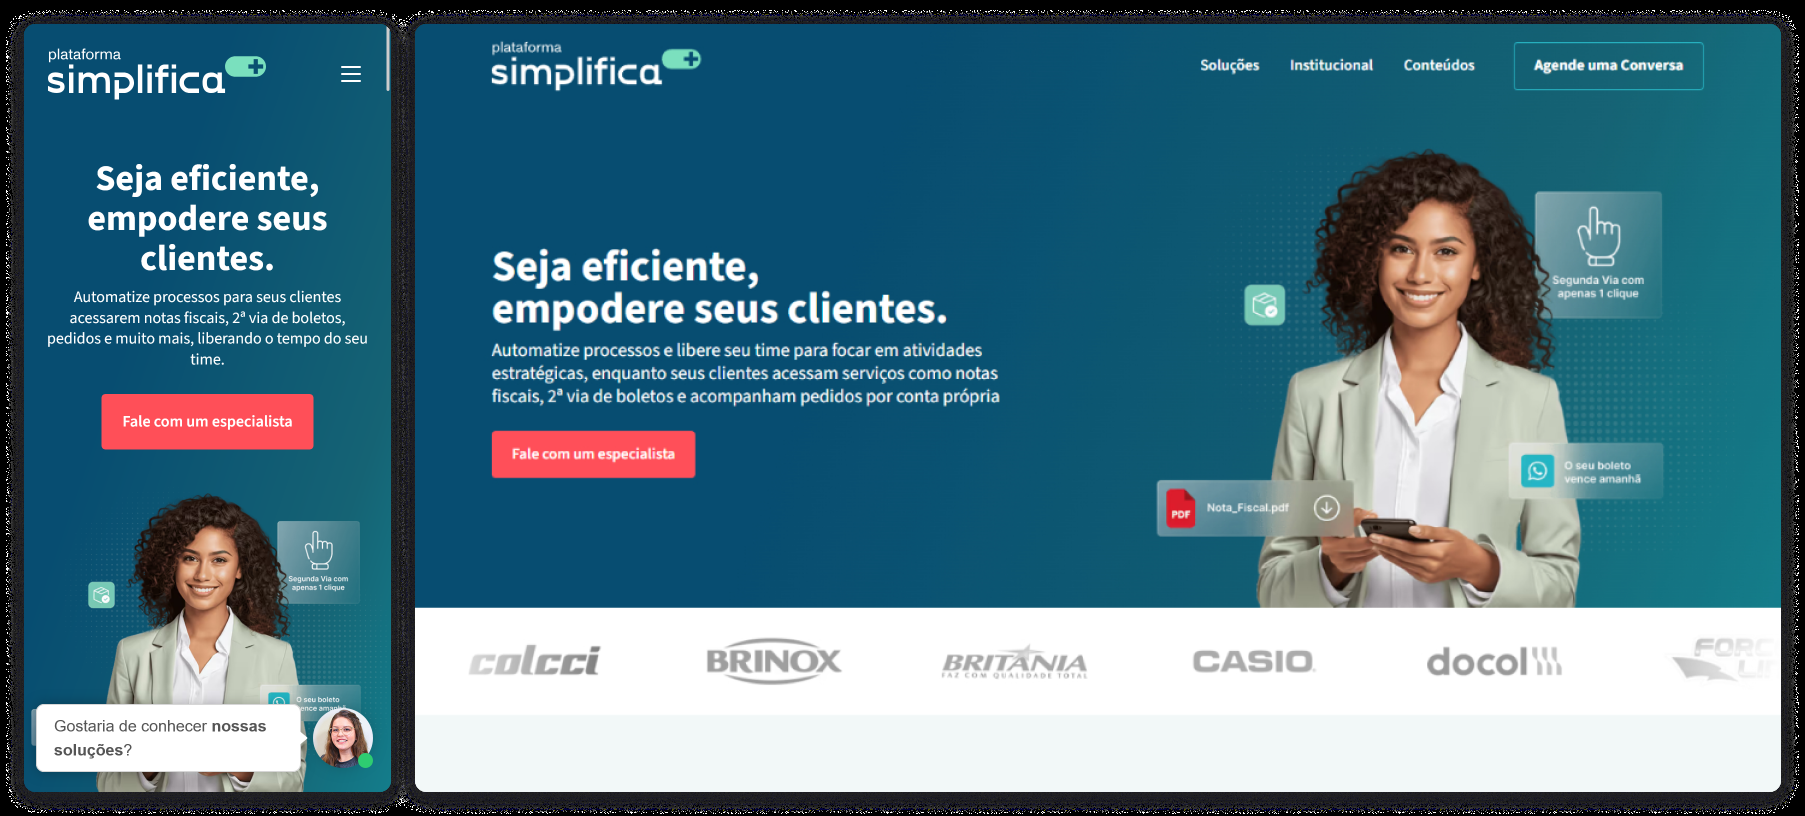 plataforma
simplifica
Seja eficiente,
empodere seus
clientes.
Automatize processos para seus clientes
acessarem notas fiscais, 2ª via de boletos,
pedidos e muito mais, liberando o tempo do seu
time.
Fale com um especialista
Segunda Via com
apenas 1 clique
O seu boleto
vence amanhã
Gostaria de conhecer nossas
soluções?
plataforma
simplifica
Soluções
Institucional
Conteúdos
Agende uma Conversa
Seja eficiente,
empodere seus clientes.
Automatize processos e libere seu time para focar em atividades
estratégicas, enquanto seus clientes acessam serviços como notas
fiscais, 2ª via de boletos e acompanham pedidos por conta própria
Fale com um especialista
Segunda Via com
apenas 1 clique
O seu boleto
vence amanhã
PDF
Nota_Fiscal.pdf
colcci
BRINOX
BRITÂNIA
FAZ COM QUALIDADE TOTAL
CASIO
docol